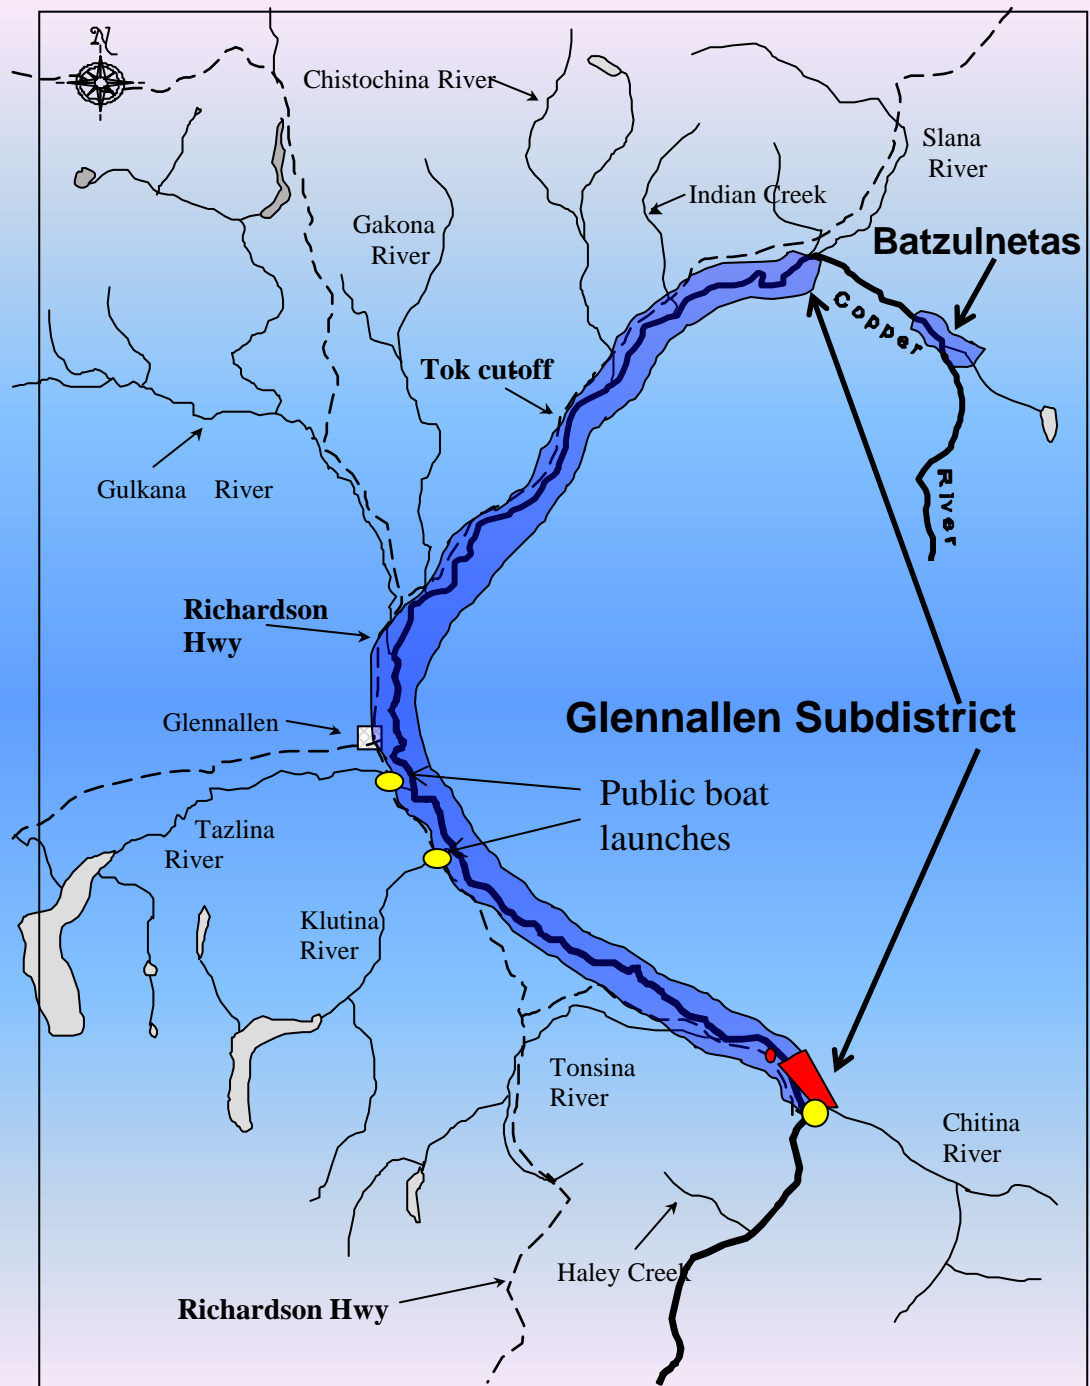 N
Chistochina River
Slana
River
Indian Creek
Gakona
River
Batzulnetas
Copper
River
Tok cutoff
Gulkana River
Richardson
Hwy
Glennallen
Glennallen Subdistrict
Public boat
launches
Tazlina
River
Klutina
River
Tonsina
River
Chitina
River
Haley Creek
Richardson Hwy